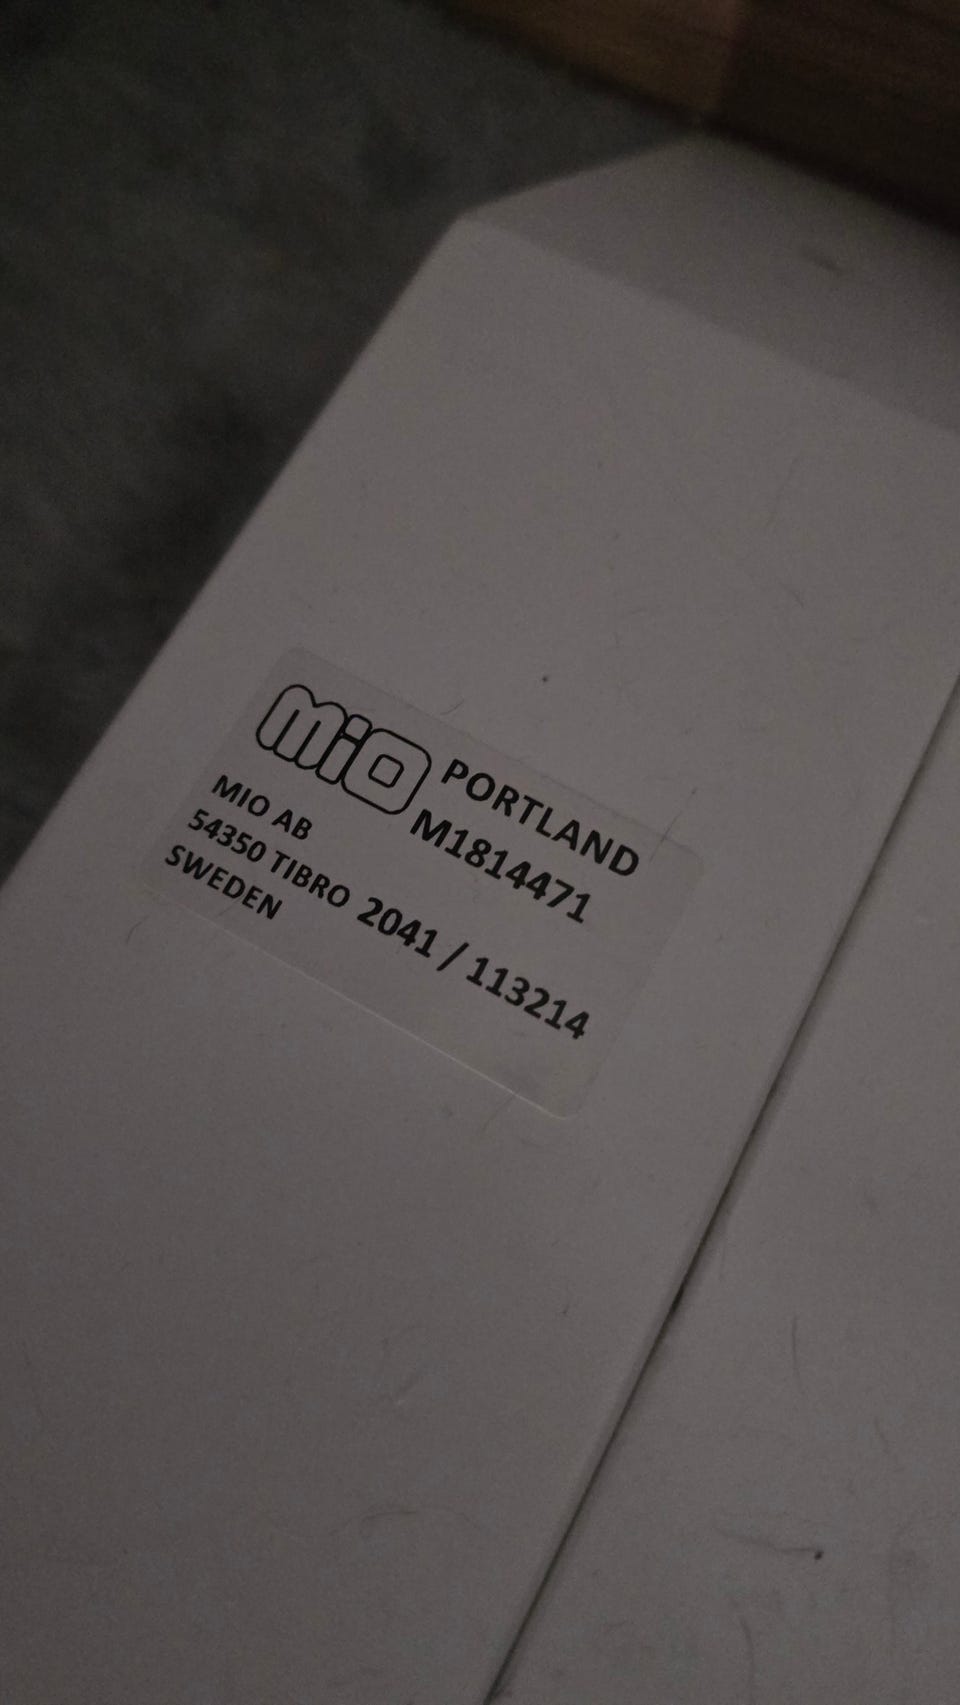 mio
PORTLAND
M1814471
MIO AB
54350 TIBRO
SWEDEN
2041 / 113214